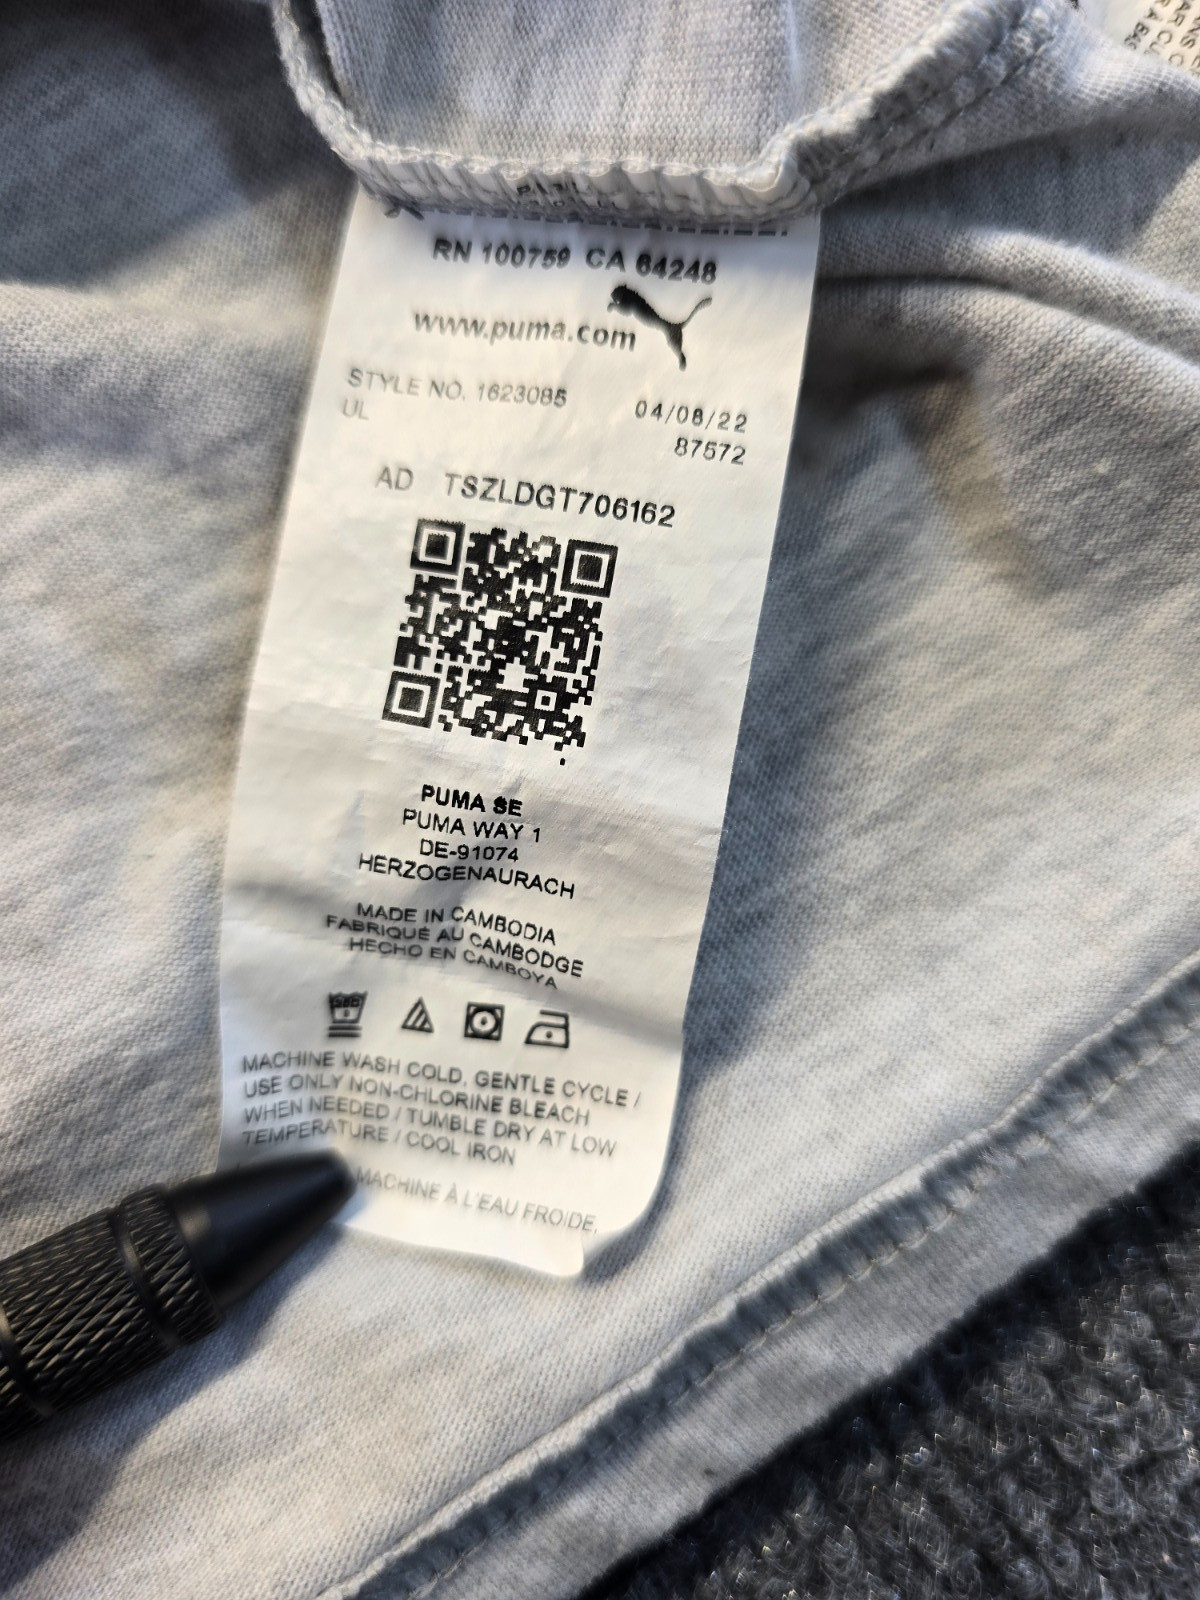 RN 100759 CA 64248
www.puma.com
STYLE NO. 1623085
UL
04/08/22
87572
AD TSZLDGT706162
PUMA SE
PUMA WAY 1
DE-91074
HERZOGENAURACH
MADE IN CAMBODIA
FABRIQUÉ AU CAMBODGE
HECHO EN CAMBOYA
MACHINE WASH COLD, GENTLE CYCLE /
USE ONLY NON-CHLORINE BLEACH
WHEN NEEDED / TUMBLE DRY AT LOW
TEMPERATURE / COOL IRON
MACHINE À L'EAU FROIDE,